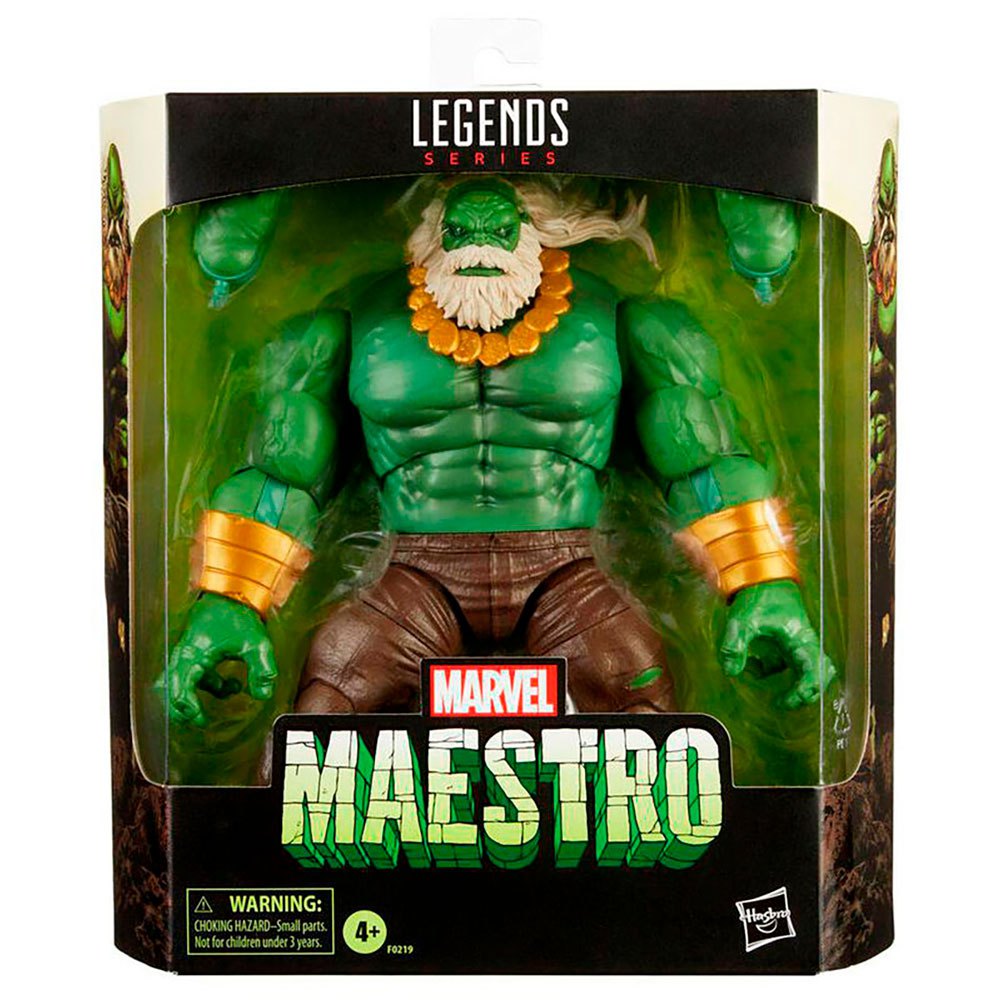 LEGENDS
SERIES
MARVEL
MAESTRO
WARNING:
CHOKING HAZARD–Small parts.
Not for children under 3 years.
4+
F0219
Hasbro